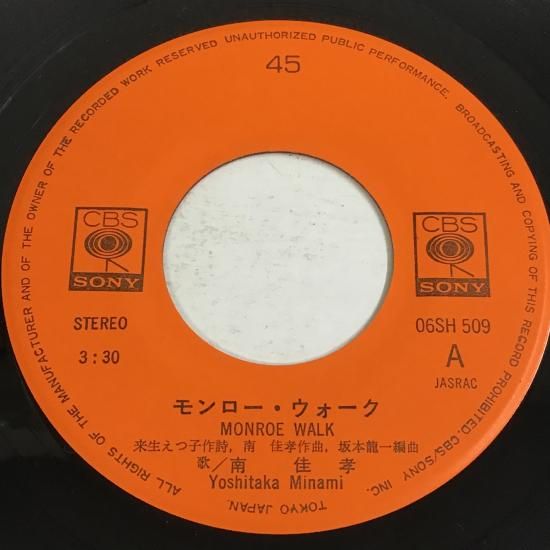 ALL RIGHTS OF THE MANUFACTURER AND OF THE OWNER OF THE RECORDED WORK RESERVED UNAUTHORIZED PUBLIC PERFORMANCE. BROADCASTING AND COPYING OF THIS RECORD PROHIBITED. CBS/SONY INC.
TOKYO JAPAN
45
CBS
SONY
CBS
SONY
STEREO
3:30
06SH 509
A
JASRAC
モンロー・ウォーク
MONROE WALK
来生えつ子作詩,南 佳孝作曲,坂本龍一編曲
歌/南 佳 孝
Yoshitaka Minami